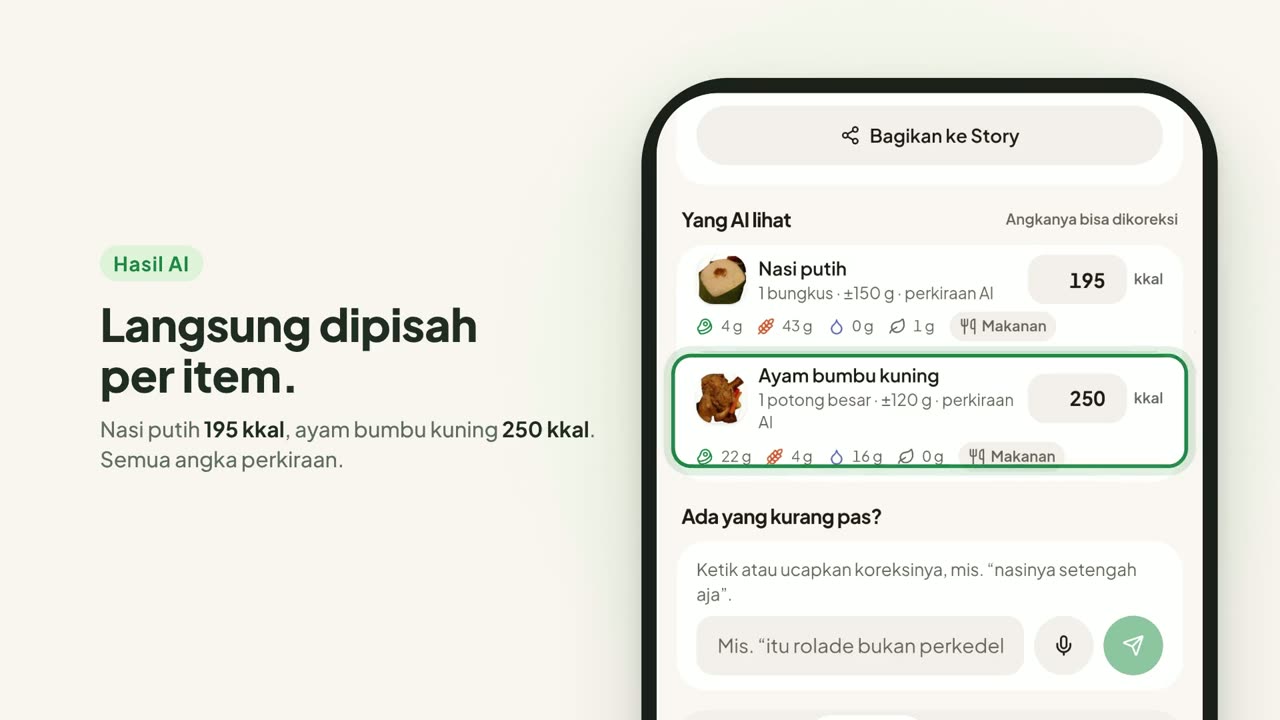 Hasil AI
Langsung dipisah
per item.
Nasi putih 195 kkal, ayam bumbu kuning 250 kkal.
Semua angka perkiraan.
Bagikan ke Story
Yang AI lihat
Angkanya bisa dikoreksi
Nasi putih
1 bungkus · ±150 g · perkiraan AI
195 kkal
4 g 43 g 0 g 1 g Makanan
Ayam bumbu kuning
1 potong besar · ±120 g · perkiraan
AI
250 kkal
22 g 4 g 16 g 0 g Makanan
Ada yang kurang pas?
Ketik atau ucapkan koreksinya, mis. “nasinya setengah
aja”.
Mis. “itu rolade bukan perkedel